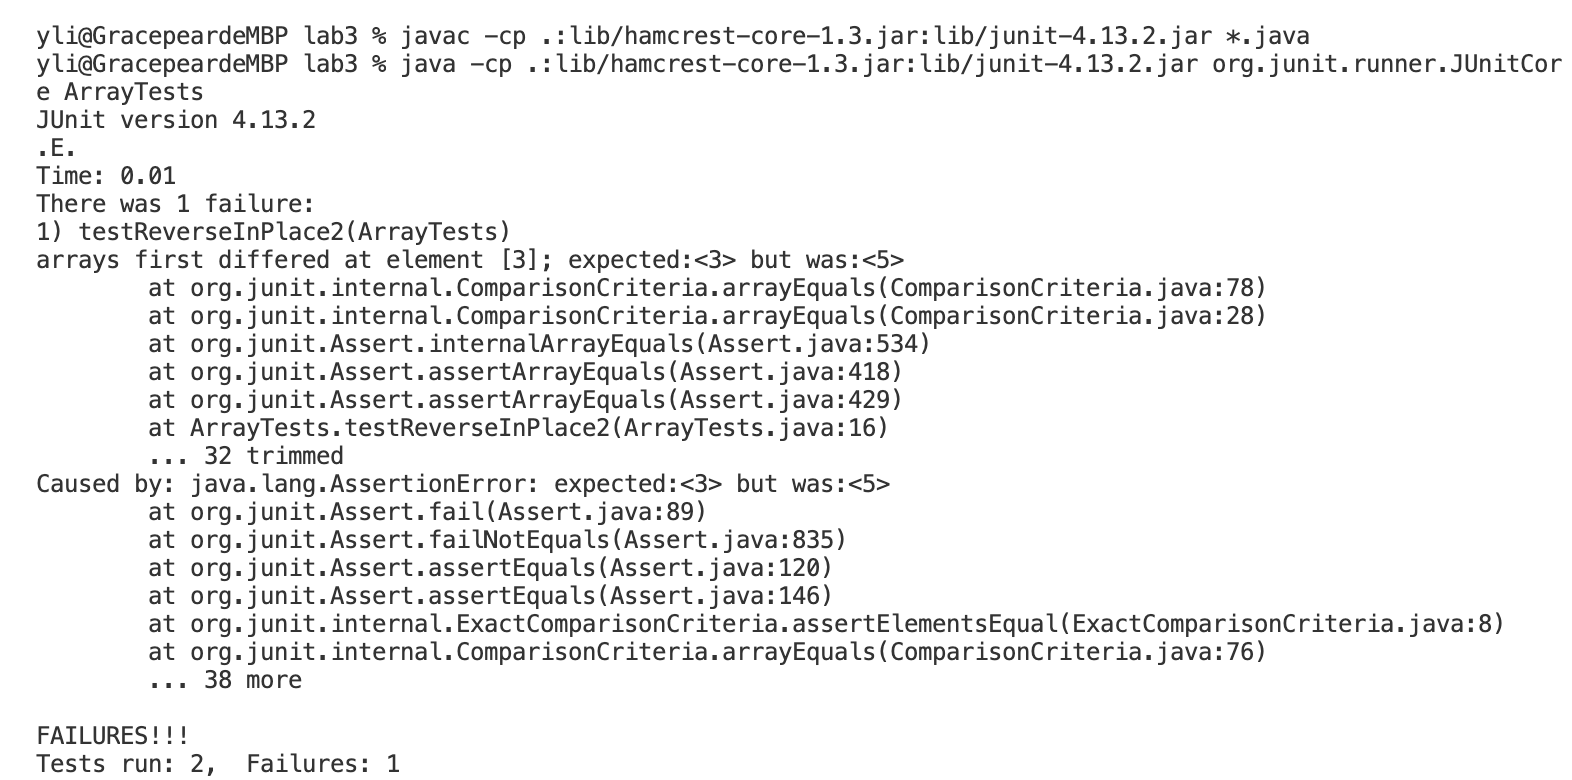 yli@GracepeardeMBP lab3 % javac -cp .:lib/hamcrest-core-1.3.jar:lib/junit-4.13.2.jar *.java
yli@GracepeardeMBP lab3 % java -cp .:lib/hamcrest-core-1.3.jar:lib/junit-4.13.2.jar org.junit.runner.JUnitCor
e ArrayTests
JUnit version 4.13.2
.E.
Time: 0.01
There was 1 failure:
1) testReverseInPlace2(ArrayTests)
arrays first differed at element [3]; expected:<3> but was:<5>
        at org.junit.internal.ComparisonCriteria.arrayEquals(ComparisonCriteria.java:78)
        at org.junit.internal.ComparisonCriteria.arrayEquals(ComparisonCriteria.java:28)
        at org.junit.Assert.internalArrayEquals(Assert.java:534)
        at org.junit.Assert.assertArrayEquals(Assert.java:418)
        at org.junit.Assert.assertArrayEquals(Assert.java:429)
        at ArrayTests.testReverseInPlace2(ArrayTests.java:16)
        ... 32 trimmed
Caused by: java.lang.AssertionError: expected:<3> but was:<5>
        at org.junit.Assert.fail(Assert.java:89)
        at org.junit.Assert.failNotEquals(Assert.java:835)
        at org.junit.Assert.assertEquals(Assert.java:120)
        at org.junit.Assert.assertEquals(Assert.java:146)
        at org.junit.internal.ExactComparisonCriteria.assertElementsEqual(ExactComparisonCriteria.java:8)
        at org.junit.internal.ComparisonCriteria.arrayEquals(ComparisonCriteria.java:76)
        ... 38 more

FAILURES!!!
Tests run: 2,  Failures: 1